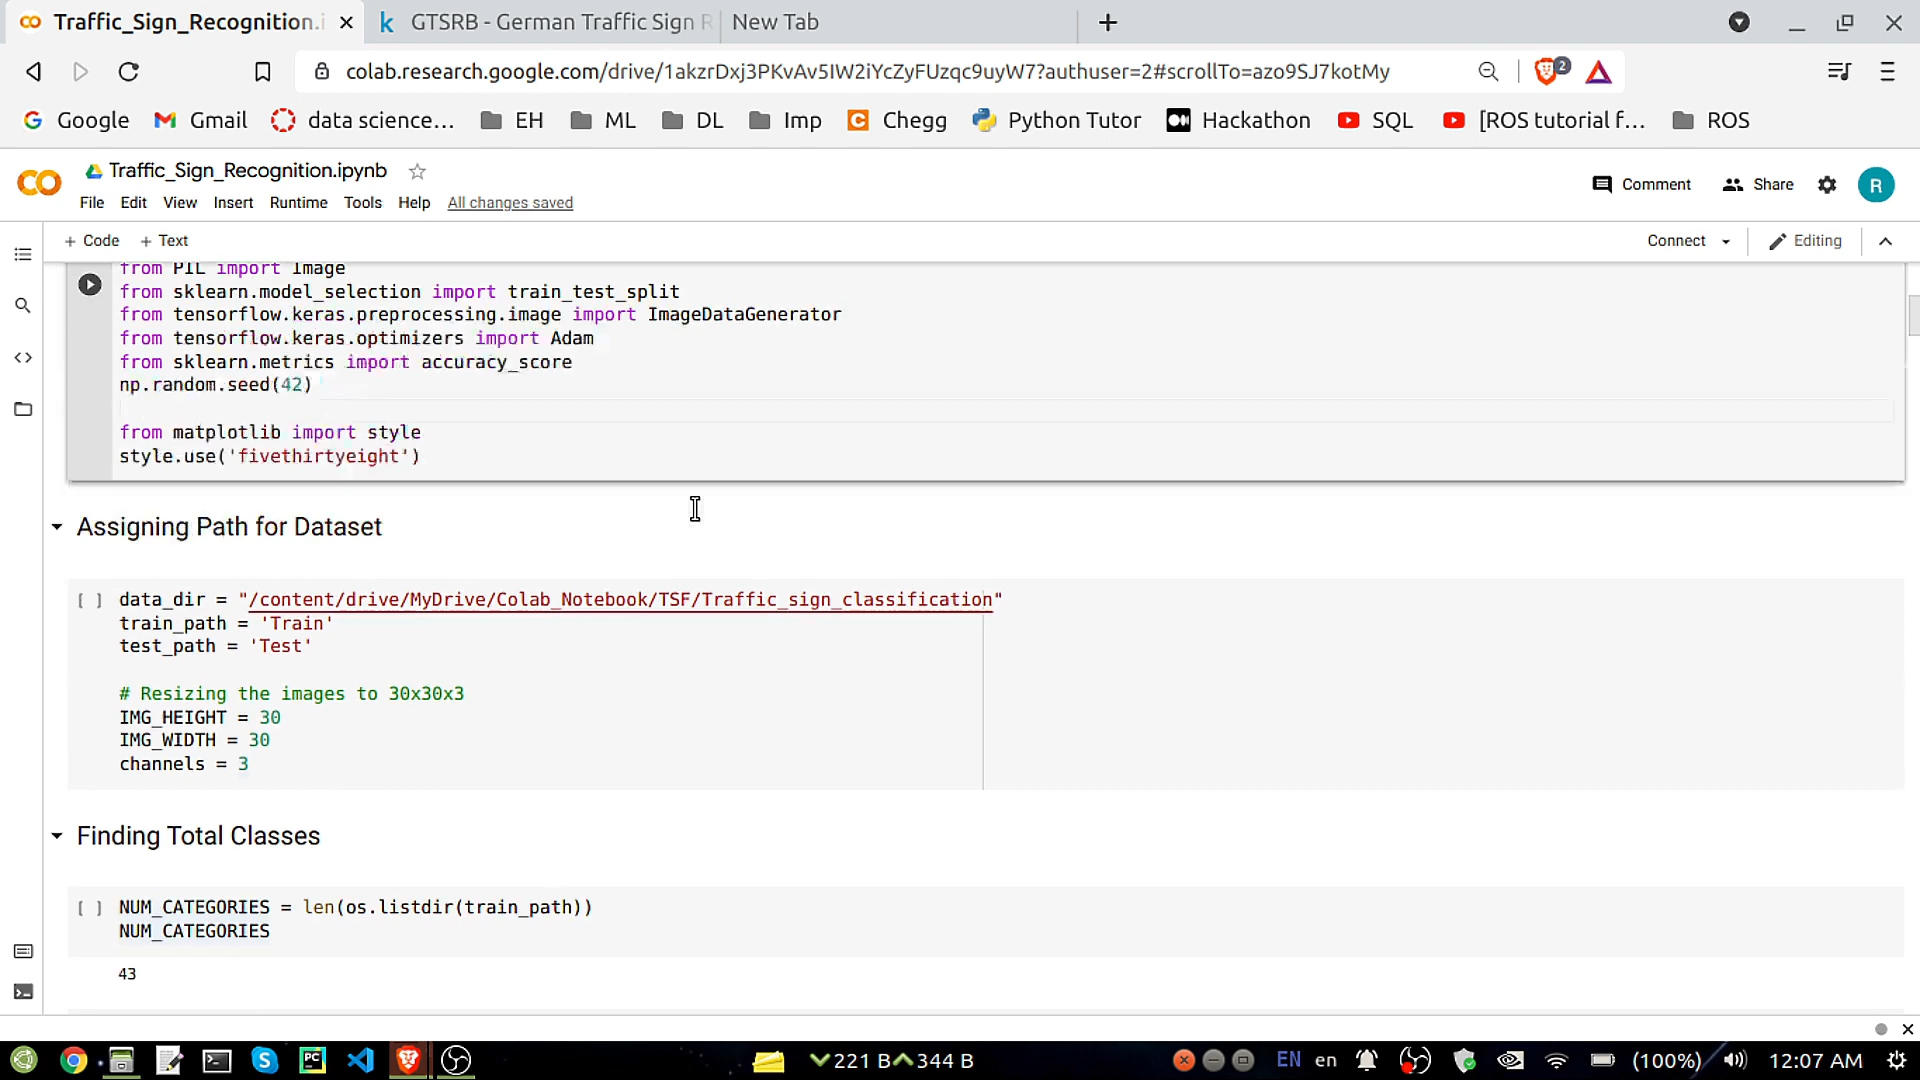 Traffic_Sign_Recognition.i
GTSRB - German Traffic Sign R
New Tab
colab.research.google.com/drive/1akzrDxj3PKvAv5IW2iYcZyFUzqc9uyW7?authuser=2#scrollTo=azo9SJ7kotMy
2
Google Gmail data science... EH ML DL Imp Chegg Python Tutor Hackathon SQL [ROS tutorial f... ROS
Traffic_Sign_Recognition.ipynb
Comment Share R
File Edit View Insert Runtime Tools Help All changes saved
+ Code + Text Connect Editing
from PIL import Image
from sklearn.model_selection import train_test_split
from tensorflow.keras.preprocessing.image import ImageDataGenerator
from tensorflow.keras.optimizers import Adam
from sklearn.metrics import accuracy_score
np.random.seed(42)
from matplotlib import style
style.use('fivethirtyeight')
Assigning Path for Dataset
[ ] data_dir = "/content/drive/MyDrive/Colab_Notebook/TSF/Traffic_sign_classification"
train_path = 'Train'
test_path = 'Test'
# Resizing the images to 30x30x3
IMG_HEIGHT = 30
IMG_WIDTH = 30
channels = 3
Finding Total Classes
[ ] NUM_CATEGORIES = len(os.listdir(train_path))
NUM_CATEGORIES
43
221 B 344 B EN en (100%) 12:07 AM